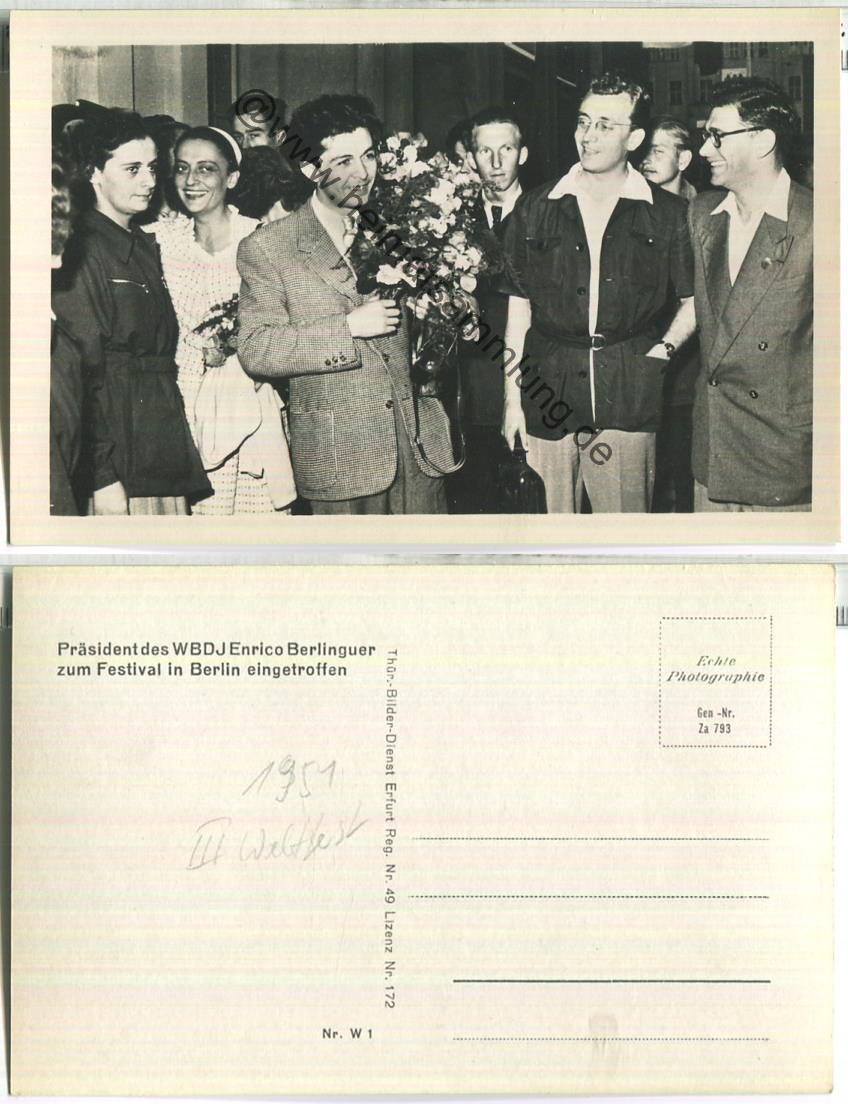 ©www.heimatsammlung.de
Präsident des WBDJ Enrico Berlinguer
zum Festival in Berlin eingetroffen
Thür.-Bilder-Dienst Erfurt Reg. Nr. 49 Lizenz Nr. 172
Echte
Photographie
Gen-Nr.
Za 793
1951
III Weltfest
Nr. W 1